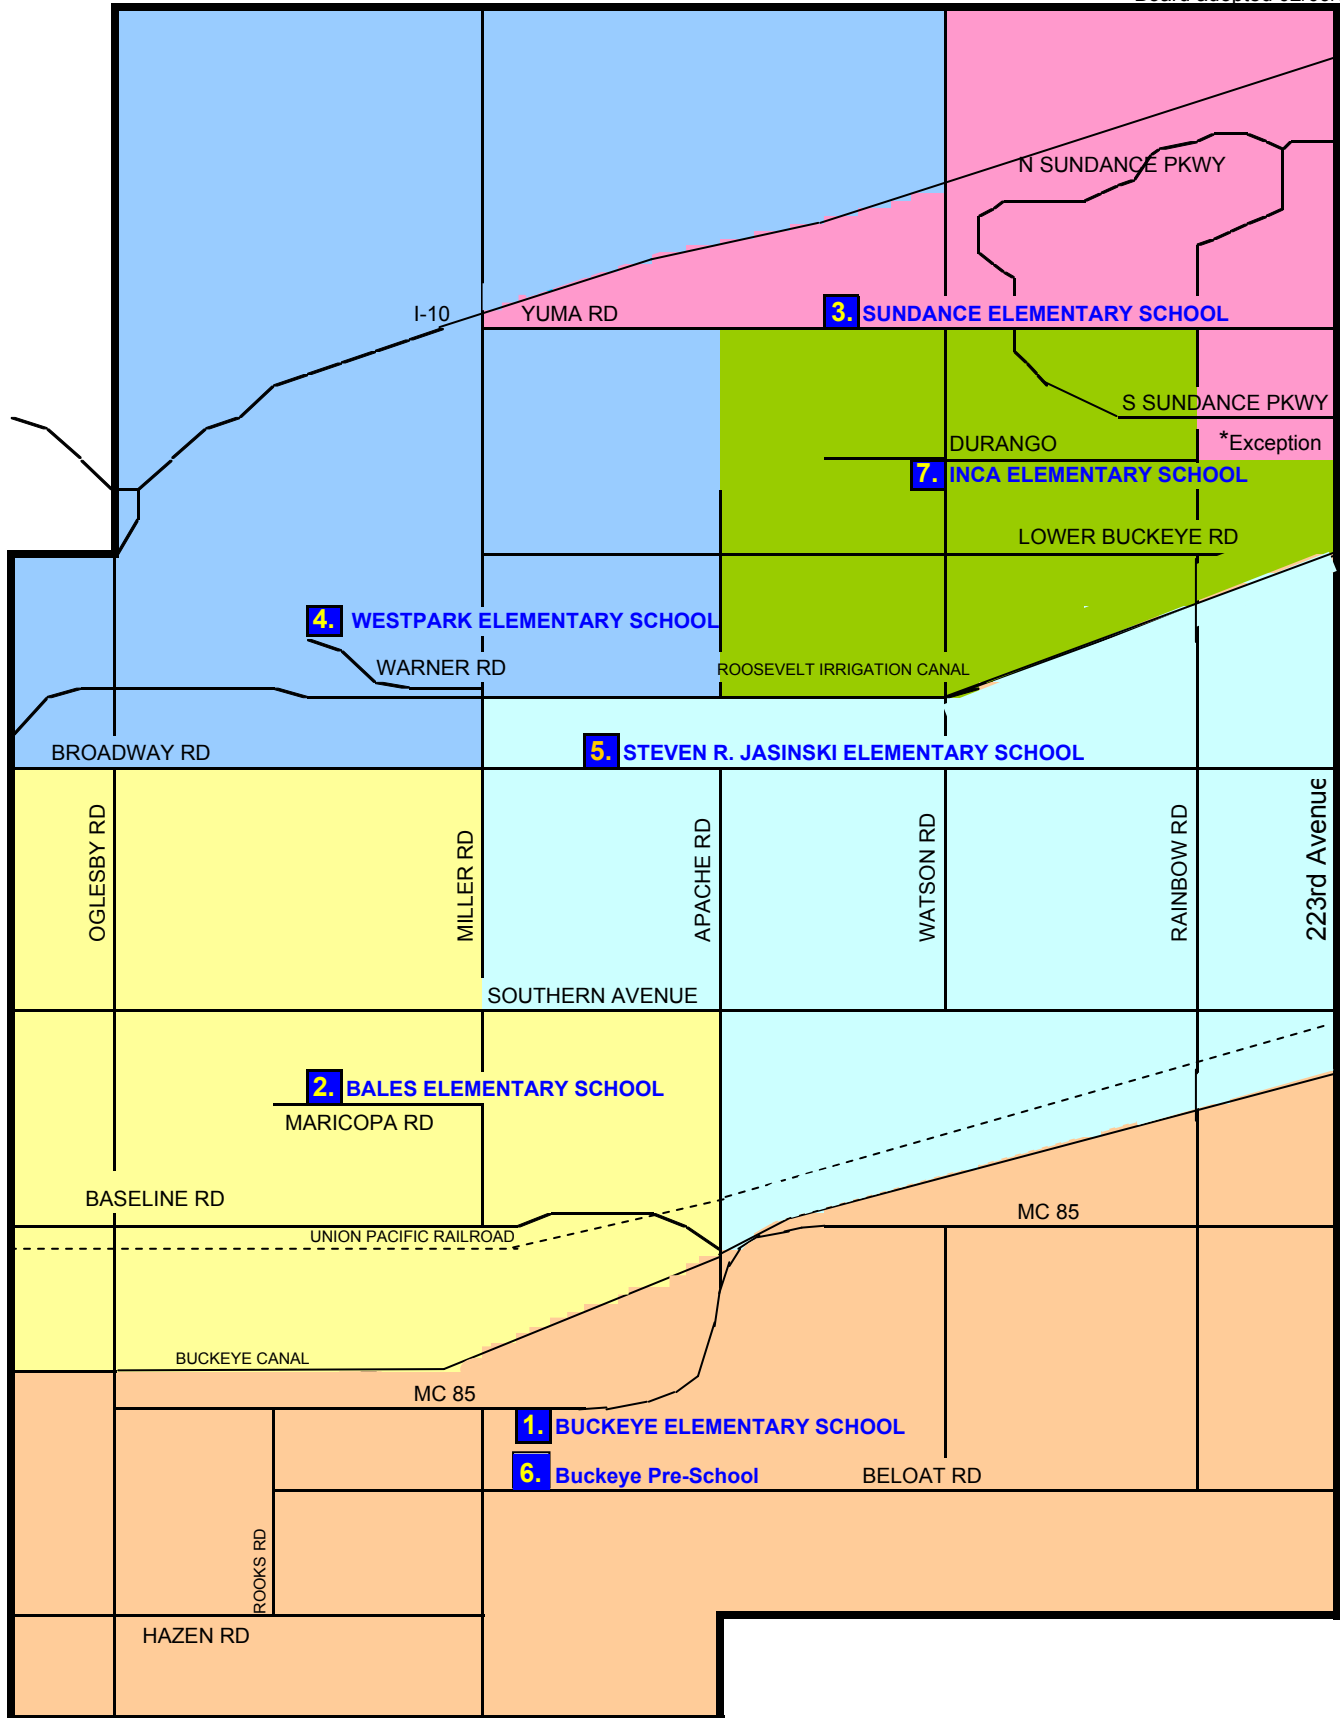 N SUNDANCE PKWY
I-10
YUMA RD
3. SUNDANCE ELEMENTARY SCHOOL
S SUNDANCE PKWY
DURANGO
*Exception
7. INCA ELEMENTARY SCHOOL
LOWER BUCKEYE RD
4. WESTPARK ELEMENTARY SCHOOL
WARNER RD
ROOSEVELT IRRIGATION CANAL
BROADWAY RD
5. STEVEN R. JASINSKI ELEMENTARY SCHOOL
OGLESBY RD
MILLER RD
APACHE RD
WATSON RD
RAINBOW RD
223rd Avenue
SOUTHERN AVENUE
2. BALES ELEMENTARY SCHOOL
MARICOPA RD
BASELINE RD
MC 85
UNION PACIFIC RAILROAD
BUCKEYE CANAL
MC 85
1. BUCKEYE ELEMENTARY SCHOOL
6. Buckeye Pre-School
BELOAT RD
ROOKS RD
HAZEN RD